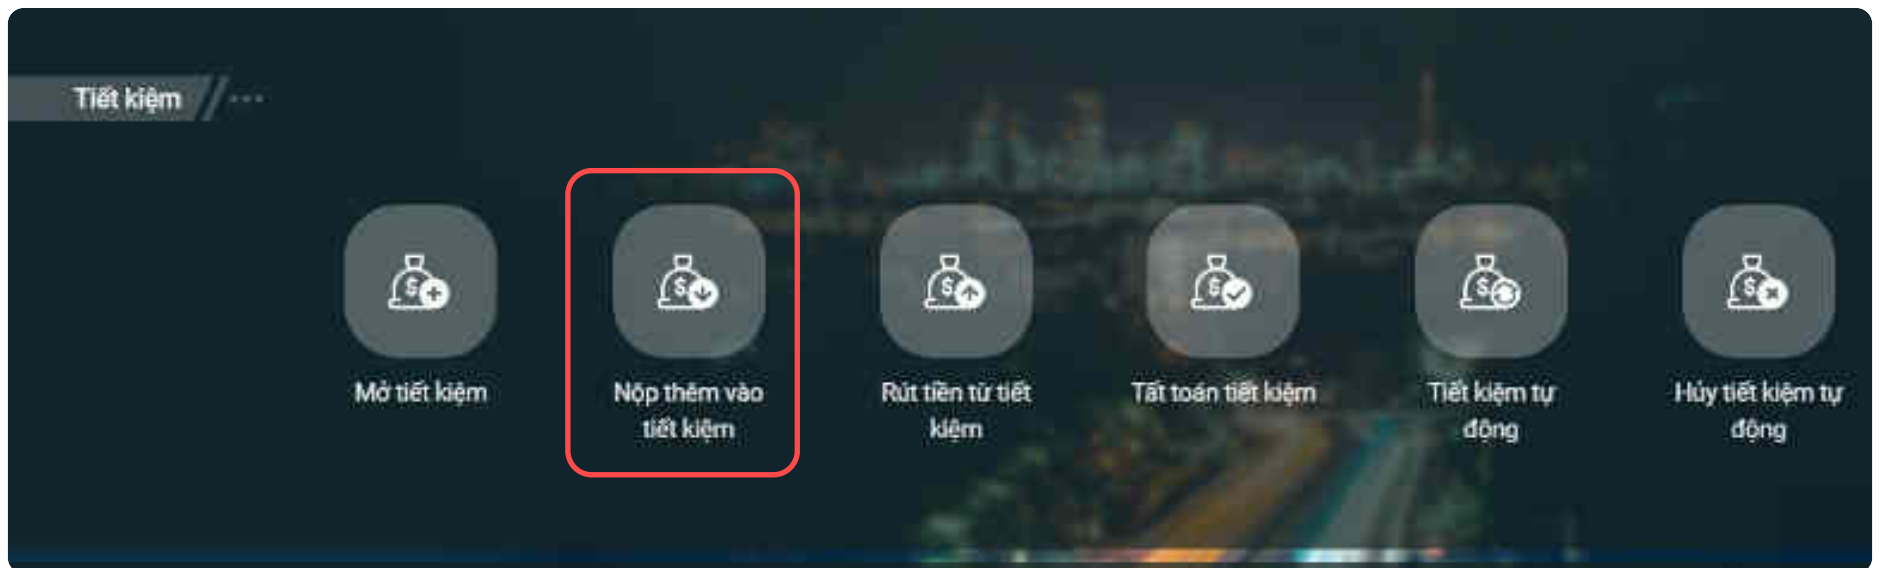 Tiết kiệm
Mở tiết kiệm
Nộp thêm vào
tiết kiệm
Rút tiền từ tiết
kiệm
Tất toán tiết kiệm
Tiết kiệm tự
động
Hủy tiết kiệm tự
động